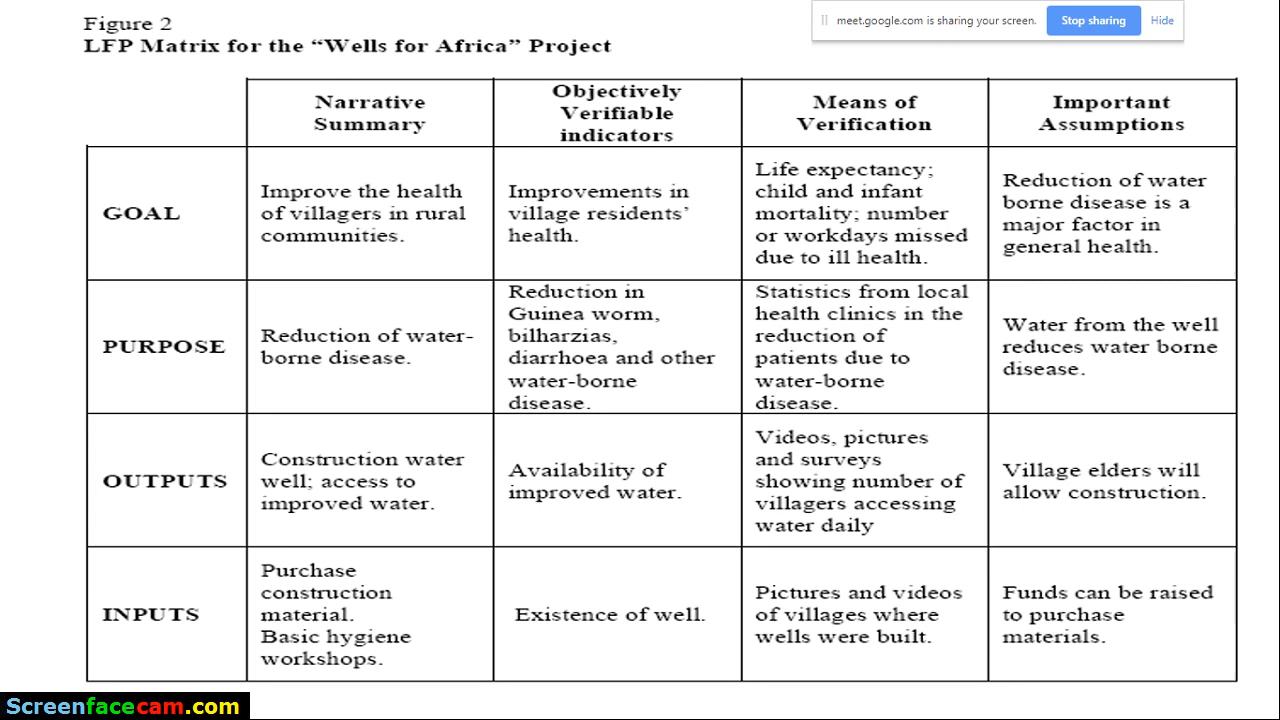 Figure 2
LFP Matrix for the “Wells for Africa” Project
meet.google.com is sharing your screen.
Stop sharing
Hide
Narrative
Summary
Objectively
Verifiable
indicators
Means of
Verification
Important
Assumptions
GOAL
Improve the health
of villagers in rural
communities.
Improvements in
village residents’
health.
Life expectancy;
child and infant
mortality; number
or workdays missed
due to ill health.
Reduction of water
borne disease is a
major factor in
general health.
PURPOSE
Reduction of water-
borne disease.
Reduction in
Guinea worm,
bilharzias,
diarrhoea and other
water-borne
disease.
Statistics from local
health clinics in the
reduction of
patients due to
water-borne
disease.
Water from the well
reduces water borne
disease.
OUTPUTS
Construction water
well; access to
improved water.
Availability of
improved water.
Videos, pictures
and surveys
showing number of
villagers accessing
water daily
Village elders will
allow construction.
INPUTS
Purchase
construction
material.
Basic hygiene
workshops.
Existence of well.
Pictures and videos
of villages where
wells were built.
Funds can be raised
to purchase
materials.
Screenfacecam.com